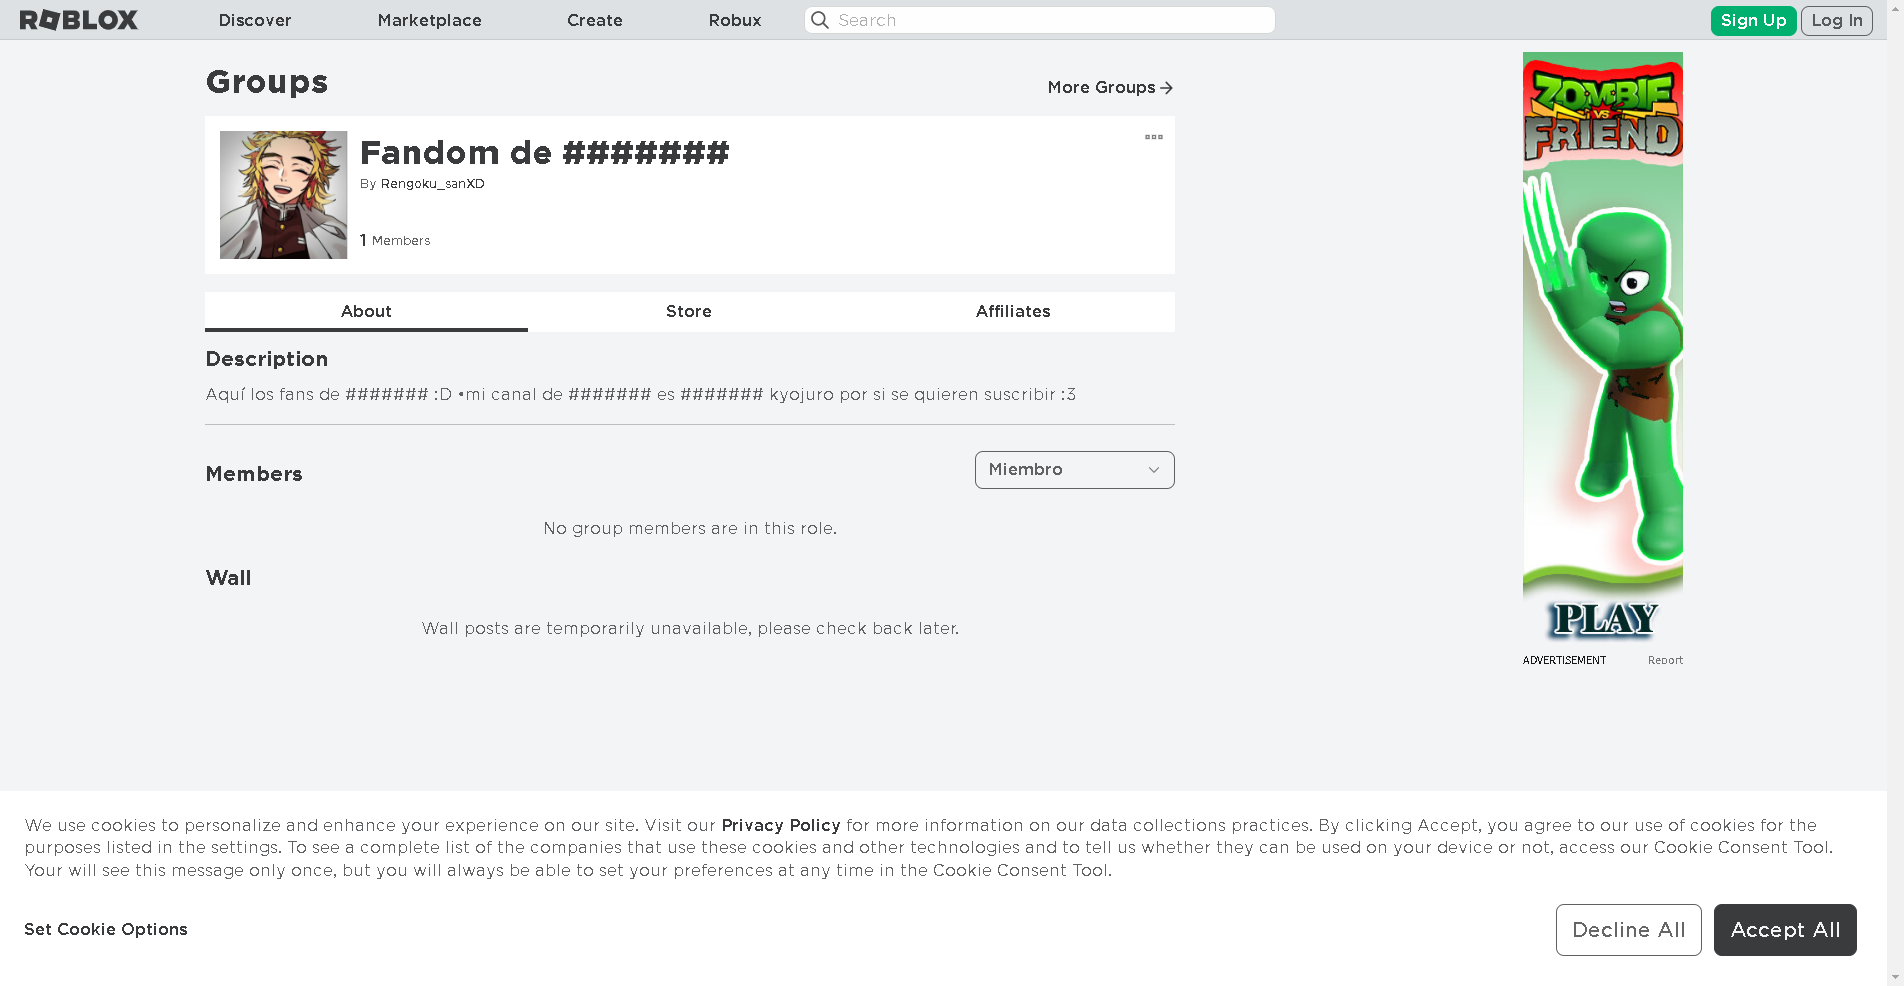 ROBLOX Discover Marketplace Create Robux Search Sign Up Log In
Groups
More Groups
Fandom de #######
By Rengoku_sanXD
1 Members
About Store Affiliates
Description
Aquí los fans de ####### :D •mi canal de ####### es ####### kyojuro por si se quieren suscribir :3
Members
Miembro
No group members are in this role.
Wall
Wall posts are temporarily unavailable, please check back later.
ZOMBIE
VS
FRIEND
PLAY
ADVERTISEMENT Report
We use cookies to personalize and enhance your experience on our site. Visit our Privacy Policy for more information on our data collections practices. By clicking Accept, you agree to our use of cookies for the
purposes listed in the settings. To see a complete list of the companies that use these cookies and other technologies and to tell us whether they can be used on your device or not, access our Cookie Consent Tool.
Your will see this message only once, but you will always be able to set your preferences at any time in the Cookie Consent Tool.
Set Cookie Options
Decline All Accept All